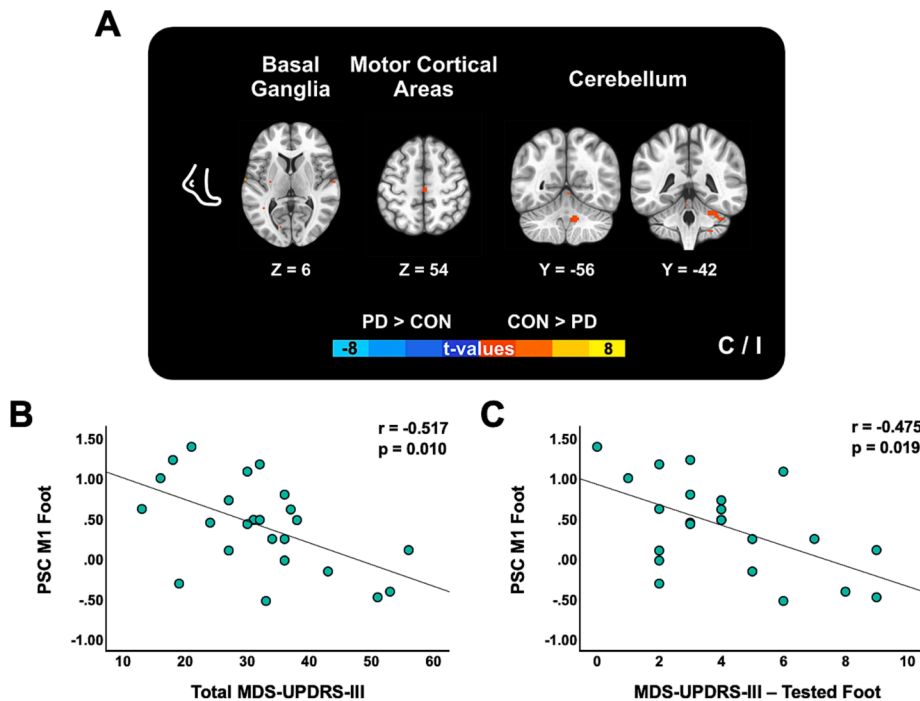 A
Basal
Ganglia
Motor Cortical
Areas
Cerebellum
Z = 6
Z = 54
Y = -56
Y = -42
PD > CON
CON > PD
-8
t-values
8
C / I
B
r = -0.517
p = 0.010
PSC M1 Foot
1.50
1.00
.50
.00
-.50
-1.00
10
20
30
40
50
60
Total MDS-UPDRS-III
C
r = -0.475
p = 0.019
PSC M1 Foot
1.50
1.00
.50
.00
-.50
-1.00
0
2
4
6
8
10
MDS-UPDRS-III – Tested Foot